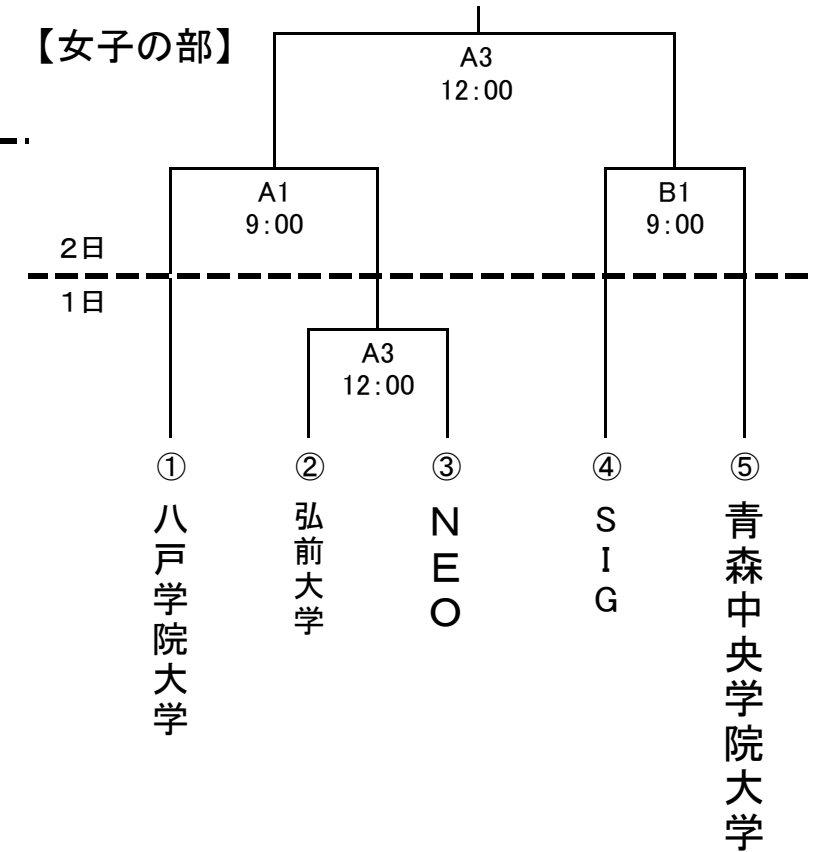 【女子の部】
A3
12:00
A1
9:00
B1
9:00
2日
1日
A3
12:00
①
八戸学院大学
②
弘前大学
③
NEO
④
SIG
⑤
青森中央学院大学